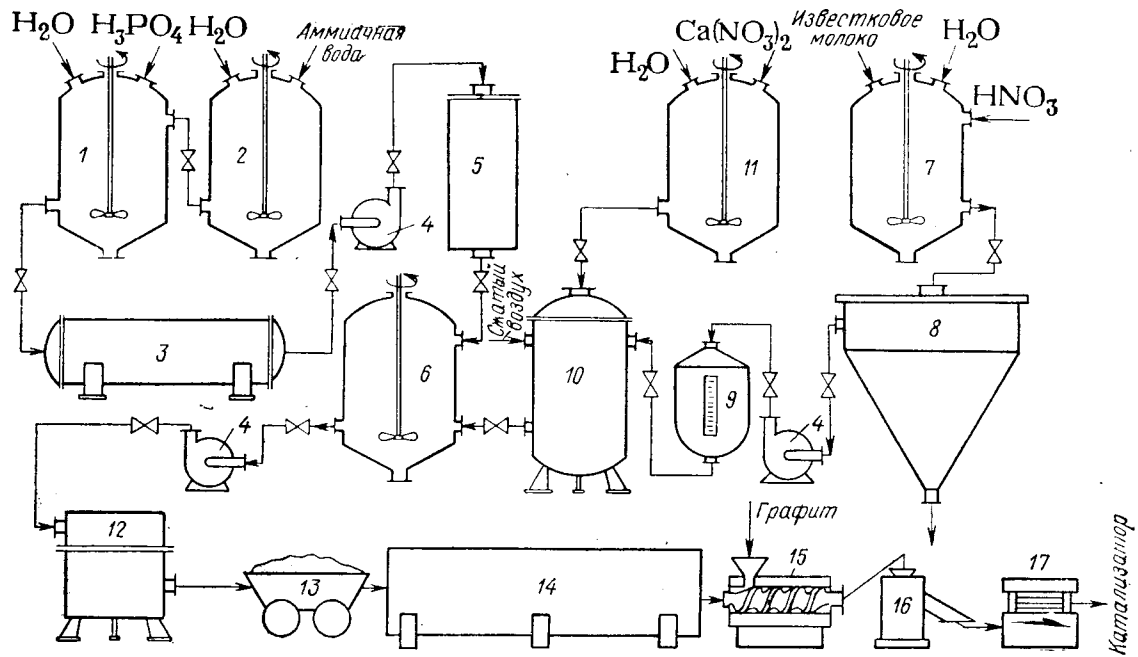 H₂O
H₃PO₄
H₂O
Аммиачная
вода
H₂O
Ca(NO₃)₂
Известковое
молоко
H₂O
HNO₃
1
2
4
5
11
7
3
6
Сжатый
воздух
10
9
4
8
4
12
13
14
Графит
15
16
17
Катализатор